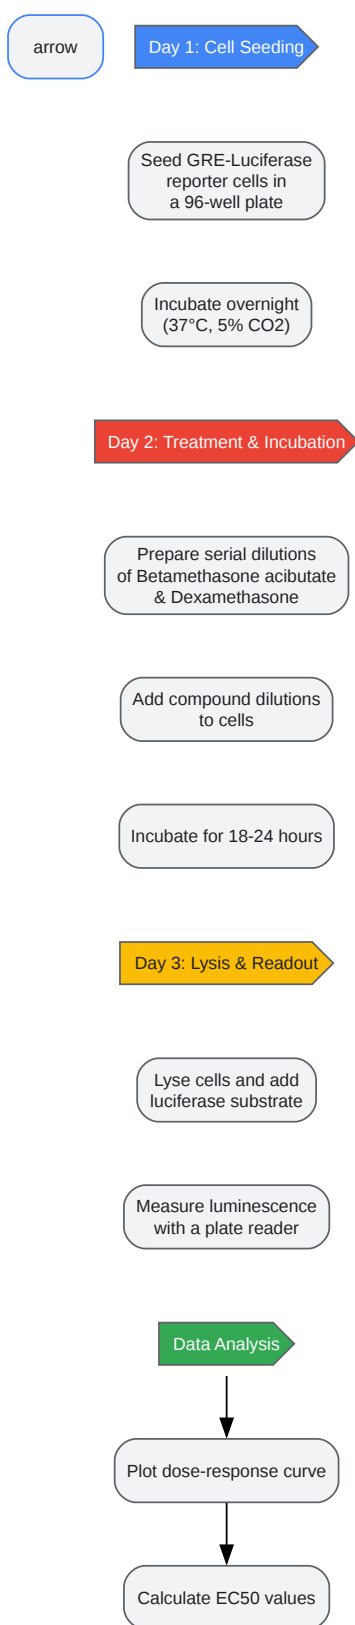 arrow
Day 1: Cell Seeding
Seed GRE-Luciferase
reporter cells in
a 96-well plate
Incubate overnight
(37°C, 5% CO2)
Day 2: Treatment & Incubation
Prepare serial dilutions
of Betamethasone acibutate
& Dexamethasone
Add compound dilutions
to cells
Incubate for 18-24 hours
Day 3: Lysis & Readout
Lyse cells and add
luciferase substrate
Measure luminescence
with a plate reader
Data Analysis
Plot dose-response curve
Calculate EC50 values